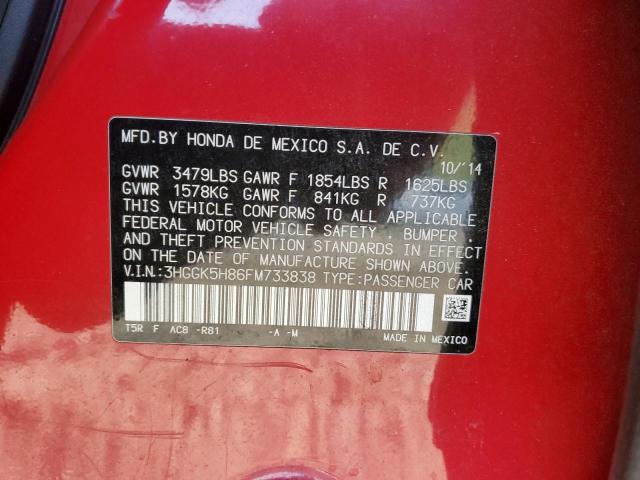 MFD.BY HONDA DE MEXICO S.A. DE C.V.
10/'14
GVWR 3479LBS GAWR F 1854LBS R 1625LBS
GVWR 1578KG GAWR F 841KG R 737KG
THIS VEHICLE CONFORMS TO ALL APPLICABLE
FEDERAL MOTOR VEHICLE SAFETY . BUMPER .
AND THEFT PREVENTION STANDARDS IN EFFECT
ON THE DATE OF MANUFACTURE SHOWN ABOVE.
V.I.N.:3HGGK5H86FM733838 TYPE:PASSENGER CAR
T5R F AC8 -R81 -A -M
MADE IN MEXICO